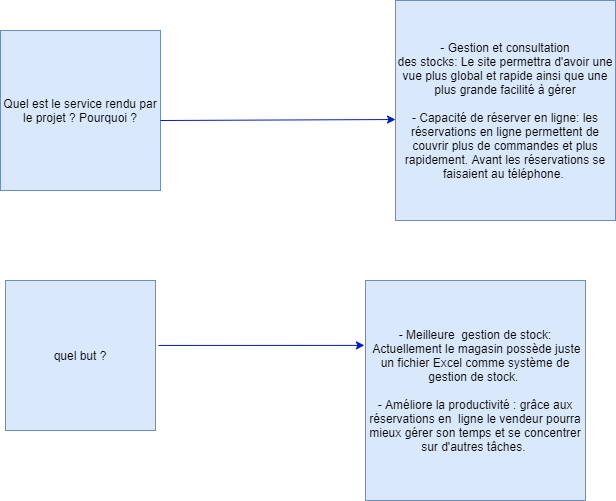 Quel est le service rendu par
le projet ? Pourquoi ?
- Gestion et consultation
des stocks: Le site permettra d'avoir une
vue plus global et rapide ainsi que une
plus grande facilité à gérer
- Capacité de réserver en ligne: les
réservations en ligne permettent de
couvrir plus de commandes et plus
rapidement. Avant les réservations se
faisaient au téléphone.
quel but ?
- Meilleure  gestion de stock:
Actuellement le magasin possède juste
un fichier Excel comme système de
gestion de stock.
- Améliore la productivité : grâce aux
réservations en  ligne le vendeur pourra
mieux gérer son temps et se concentrer
sur d'autres tâches.